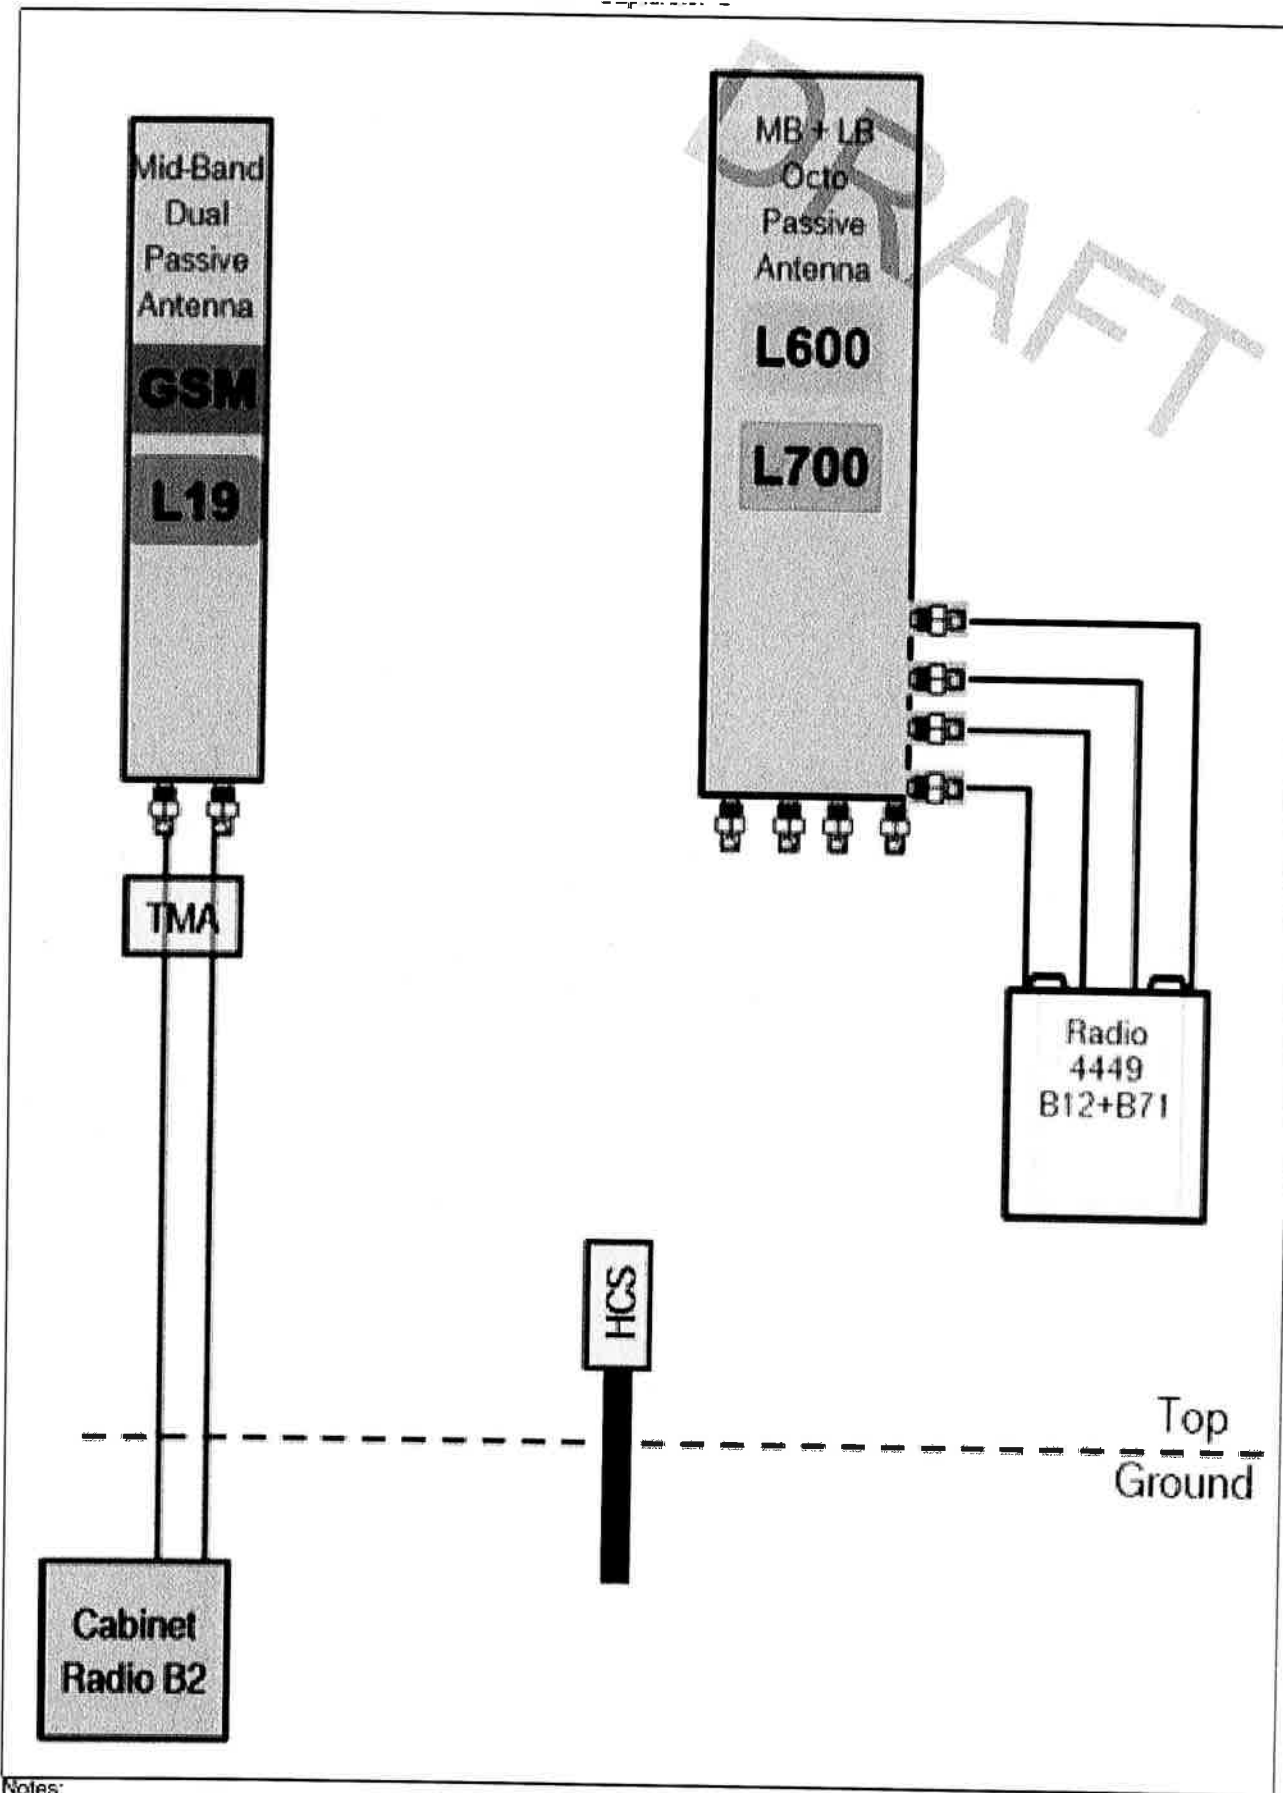 DRAFT
Mid-Band
Dual
Passive
Antenna
GSM
L19
TMA
MB + LB
Octo
Passive
Antenna
L600
L700
Radio
4449
B12+B71
HCS
Top
Ground
Cabinet
Radio B2
Notes: